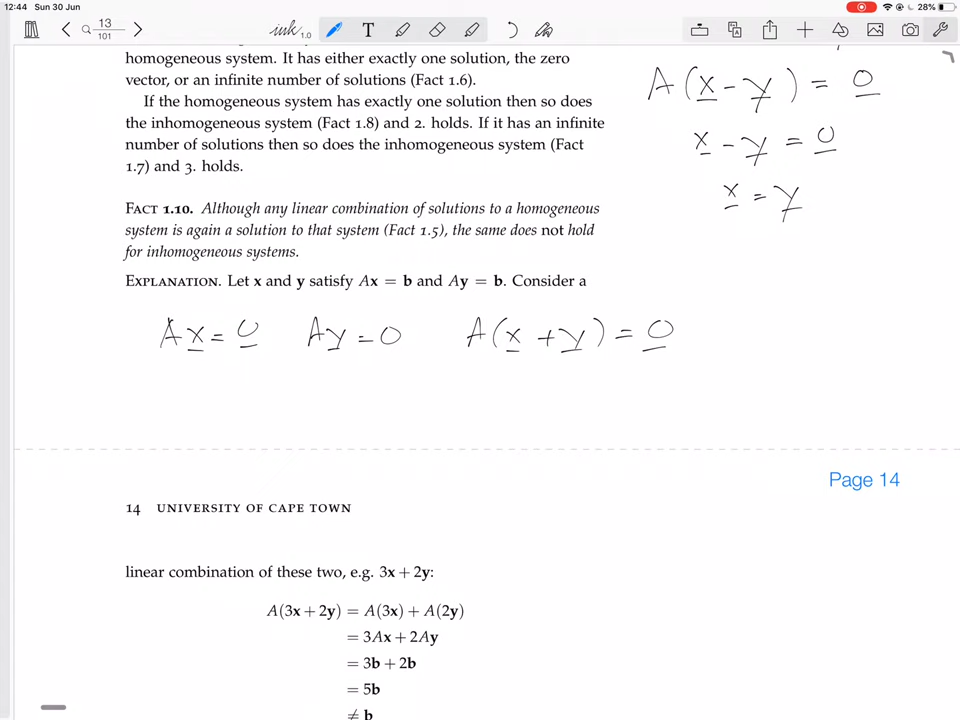 12:44 Sun 30 Jun
28%
13
101
ink 1.0
T
homogeneous system. It has either exactly one solution, the zero
vector, or an infinite number of solutions (Fact 1.6).
If the homogeneous system has exactly one solution then so does
the inhomogeneous system (Fact 1.8) and 2. holds. If it has an infinite
number of solutions then so does the inhomogeneous system (Fact
1.7) and 3. holds.
A(x - y) = 0
x - y = 0
x = y
FACT 1.10. Although any linear combination of solutions to a homogeneous
system is again a solution to that system (Fact 1.5), the same does not hold
for inhomogeneous systems.
EXPLANATION. Let x and y satisfy Ax = b and Ay = b. Consider a
Ax = 0 Ay = 0 A(x + y) = 0
Page 14
14 UNIVERSITY OF CAPE TOWN
linear combination of these two, e.g. 3x + 2y:
A(3x + 2y) = A(3x) + A(2y)
= 3Ax + 2Ay
= 3b + 2b
= 5b
≠ b